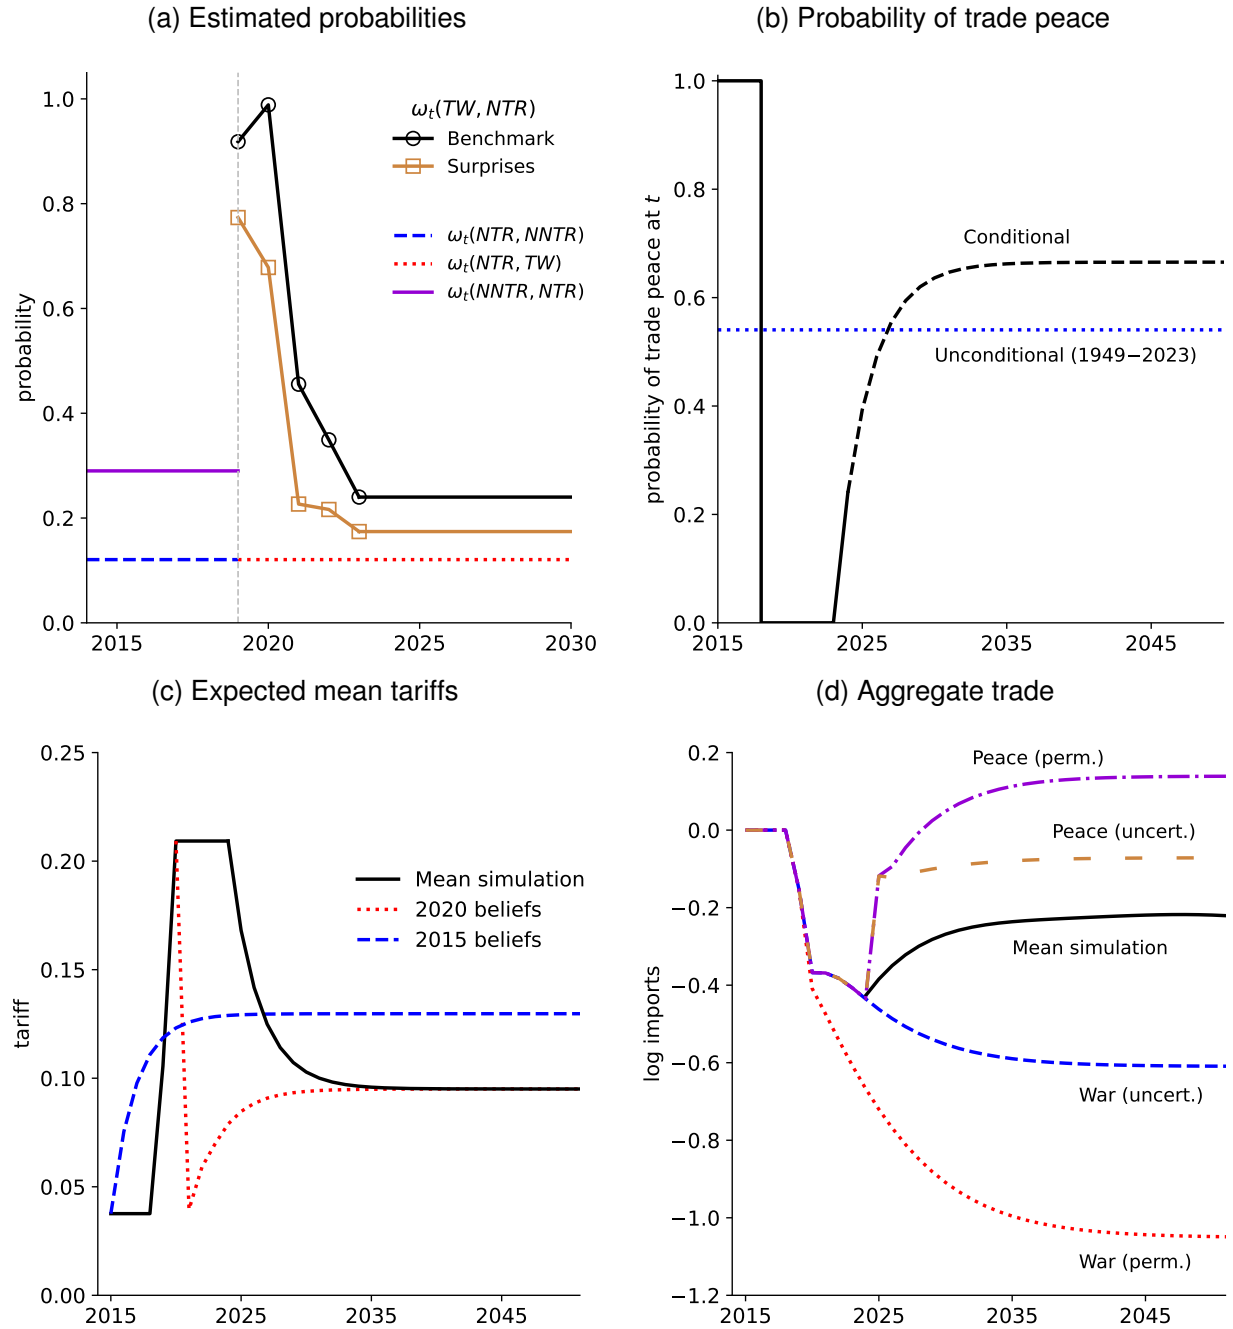 (a) Estimated probabilities
probability
1.0
0.8
0.6
0.4
0.2
0.0
2015
2020
2025
2030
ω_t(TW, NTR)
Benchmark
Surprises
ω_t(NTR, NNTR)
ω_t(NTR, TW)
ω_t(NNTR, NTR)
(b) Probability of trade peace
probability of trade peace at t
1.0
0.8
0.6
0.4
0.2
0.0
2015
2025
2035
2045
Conditional
Unconditional (1949−2023)
(c) Expected mean tariffs
tariff
0.25
0.20
0.15
0.10
0.05
0.00
2015
2025
2035
2045
Mean simulation
2020 beliefs
2015 beliefs
(d) Aggregate trade
log imports
0.2
0.0
−0.2
−0.4
−0.6
−0.8
−1.0
−1.2
2015
2025
2035
2045
Peace (perm.)
Peace (uncert.)
Mean simulation
War (uncert.)
War (perm.)